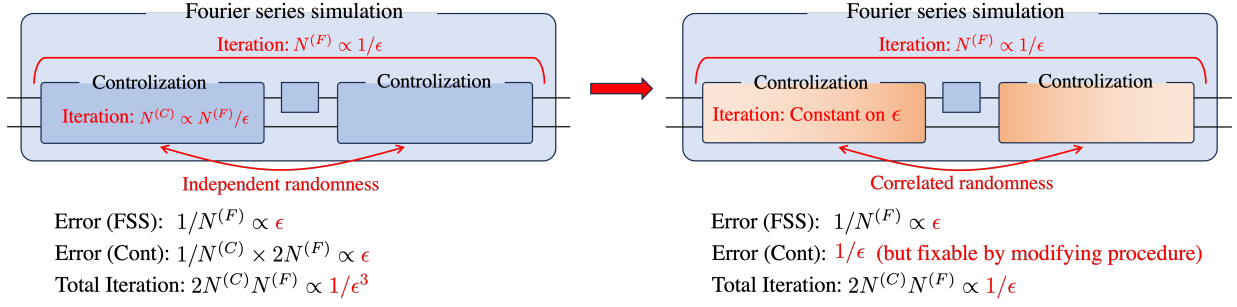 Fourier series simulation
Iteration: N^(F) ∝ 1/ϵ
Controlization
Controlization
Iteration: N^(C) ∝ N^(F)/ϵ
Independent randomness
Error (FSS): 1/N^(F) ∝ ϵ
Error (Cont): 1/N^(C) × 2N^(F) ∝ ϵ
Total Iteration: 2N^(C)N^(F) ∝ 1/ϵ^3
Fourier series simulation
Iteration: N^(F) ∝ 1/ϵ
Controlization
Controlization
Iteration: Constant on ϵ
Correlated randomness
Error (FSS): 1/N^(F) ∝ ϵ
Error (Cont): 1/ϵ (but fixable by modifying procedure)
Total Iteration: 2N^(C)N^(F) ∝ 1/ϵ